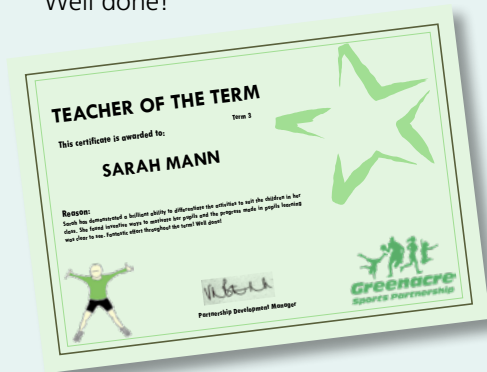 Well done!
TEACHER OF THE TERM
Term 3
This certificate is awarded to:
SARAH MANN
Reason:
Sarah has demonstrated a brilliant ability to differentiate the activities to suit the children in her
class. She found inventive ways to motivate her pupils and the progress made in pupils learning
was clear to see. Fantastic effort throughout the term! Well done!
Partnership Development Manager
Greenacre
Sports Partnership